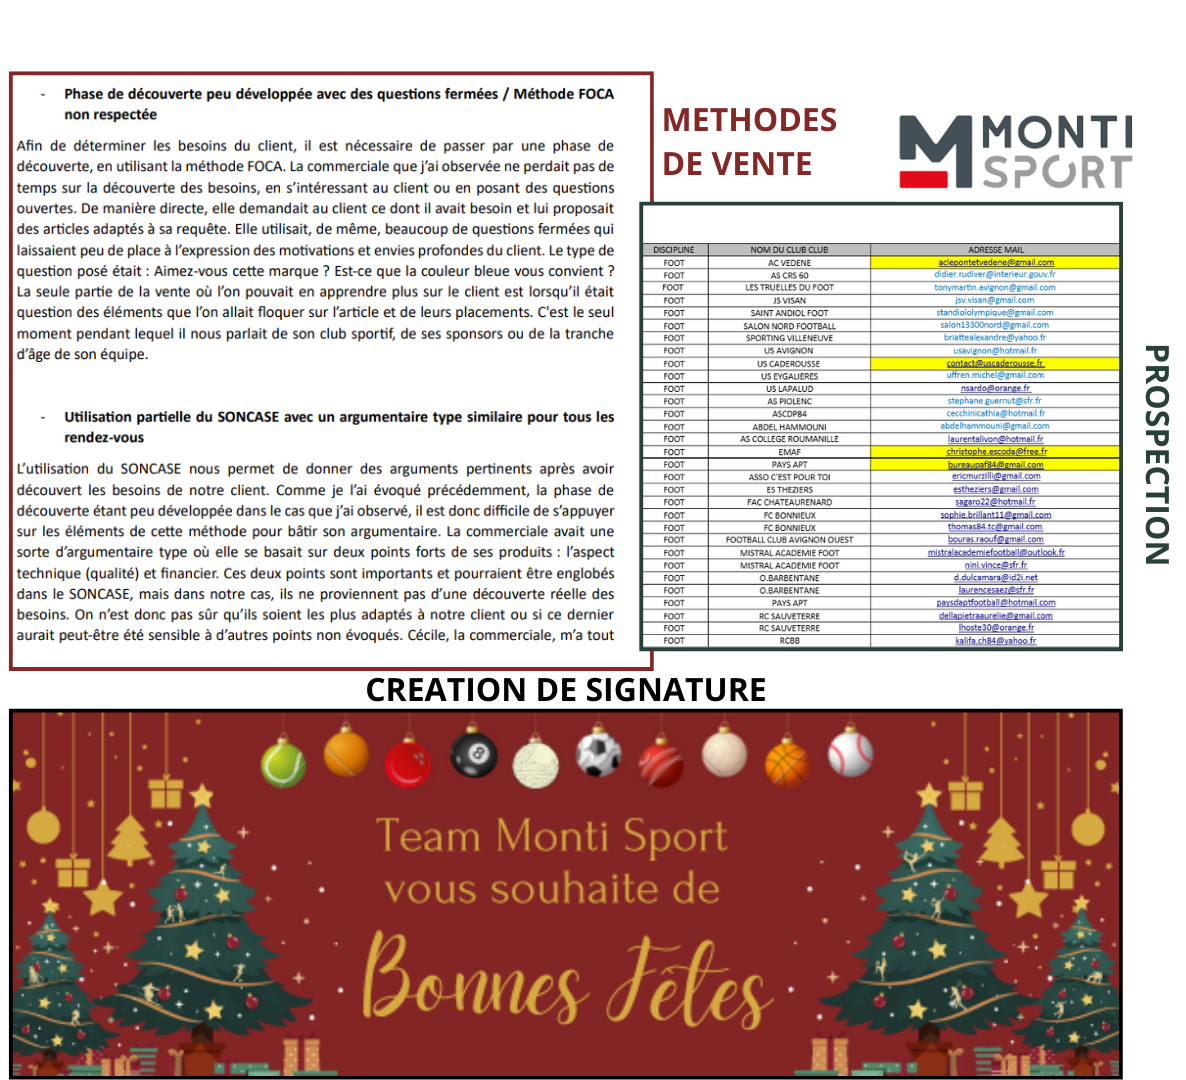 - Phase de découverte peu développée avec des questions fermées / Méthode FOCA
non respectée
Afin de déterminer les besoins du client, il est nécessaire de passer par une phase de
découverte, en utilisant la méthode FOCA. La commerciale que j’ai observée ne perdait pas de
temps sur la découverte des besoins, en s’intéressant au client ou en posant des questions
ouvertes. De manière directe, elle demandait au client ce dont il avait besoin et lui proposait
des articles adaptés à sa requête. Elle utilisait, de même, beaucoup de questions fermées qui
laissaient peu de place à l’expression des motivations et envies profondes du client. Le type de
question posé était : Aimez-vous cette marque ? Est-ce que la couleur bleue vous convient ?
La seule partie de la vente où l’on pouvait en apprendre plus sur le client est lorsqu’il était
question des éléments que l’on allait floquer sur l’article et de leurs placements. C'est le seul
moment pendant lequel il nous parlait de son club sportif, de ses sponsors ou de la tranche
d’âge de son équipe.
- Utilisation partielle du SONCASE avec un argumentaire type similaire pour tous les
rendez-vous
L’utilisation du SONCASE nous permet de donner des arguments pertinents après avoir
découvert les besoins de notre client. Comme je l’ai évoqué précédemment, la phase de
découverte étant peu développée dans le cas que j’ai observé, il est donc difficile de s’appuyer
sur les éléments de cette méthode pour bâtir son argumentaire. La commerciale avait une
sorte d’argumentaire type où elle se basait sur deux points forts de ses produits : l’aspect
technique (qualité) et financier. Ces deux points sont importants et pourraient être englobés
dans le SONCASE, mais dans notre cas, ils ne proviennent pas d’une découverte réelle des
besoins. On n’est donc pas sûr qu’ils soient les plus adaptés à notre client ou si ce dernier
aurait peut-être été sensible à d’autres points non évoqués. Cécile, la commerciale, m’a tout
METHODES
DE VENTE
MONTI
SPORT
DISCIPLINE NOM DU CLUB CLUB ADRESSE MAIL
FOOT AC VEDENE aclepontetvedene@gmail.com
FOOT AS CRS 60 didier.rudiver@interieur.gouv.fr
FOOT LES TRUELLES DU FOOT tonymartin.avignon@gmail.com
FOOT JS VISAN jsv.visan@gmail.com
FOOT SAINT ANDIOL FOOT standiololympique@gmail.com
FOOT SALON NORD FOOTBALL salon13300nord@gmail.com
FOOT SPORTING VILLENEUVE briattealexandre@yahoo.fr
FOOT US AVIGNON usavignon@hotmail.fr
FOOT US CADEROUSSE contact@uscaderousse.fr
FOOT US EYGALIERES uffren.michel@gmail.com
FOOT US LAPALUD nsardo@orange.fr
FOOT AS PIOLENC stephane.guernut@sfr.fr
FOOT ASCDP84 cecchinicathia@hotmail.fr
FOOT ABDEL HAMMOUNI abdelhammouni@gmail.com
FOOT AS COLLEGE ROUMANILLE laurentalivon@hotmail.fr
FOOT EMAF christophe.escoda@free.fr
FOOT PAYS APT bureaupaf84@gmail.com
FOOT ASSO C'EST POUR TOI ericmurzilli@gmail.com
FOOT ES THEZIERS estheziers@gmail.com
FOOT FAC CHATEAURENARD sagaro22@hotmail.fr
FOOT FC BONNIEUX sophie.brillant11@gmail.com
FOOT FC BONNIEUX thomas84.tc@gmail.com
FOOT FOOTBALL CLUB AVIGNON OUEST bouras.raouf@gmail.com
FOOT MISTRAL ACADEMIE FOOT mistralacademiefootball@outlook.fr
FOOT MISTRAL ACADEMIE FOOT nini.vince@sfr.fr
FOOT O.BARBENTANE d.dulcamara@id2i.net
FOOT O.BARBENTANE laurencesaez@sfr.fr
FOOT PAYS APT paysdaptfootball@hotmail.com
FOOT RC SAUVETERRE dellapietraaurelie@gmail.com
FOOT RC SAUVETERRE lhoste30@orange.fr
FOOT RCBB kalifa.ch84@yahoo.fr
PROSPECTION
CREATION DE SIGNATURE
8
Team Monti Sport
vous souhaite de
Bonnes Fêtes